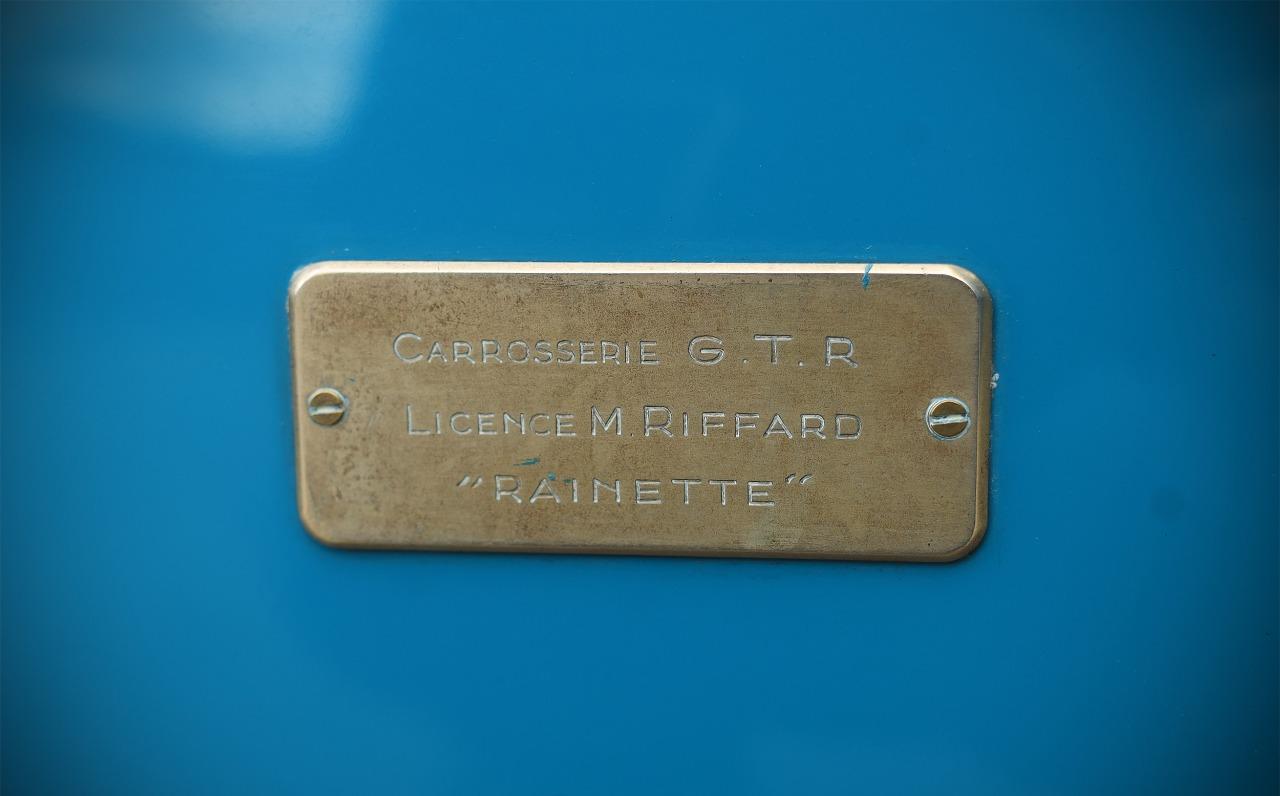 CARROSSERIE G.T.R
LICENCE M.RIFFARD
"RAINETTE"